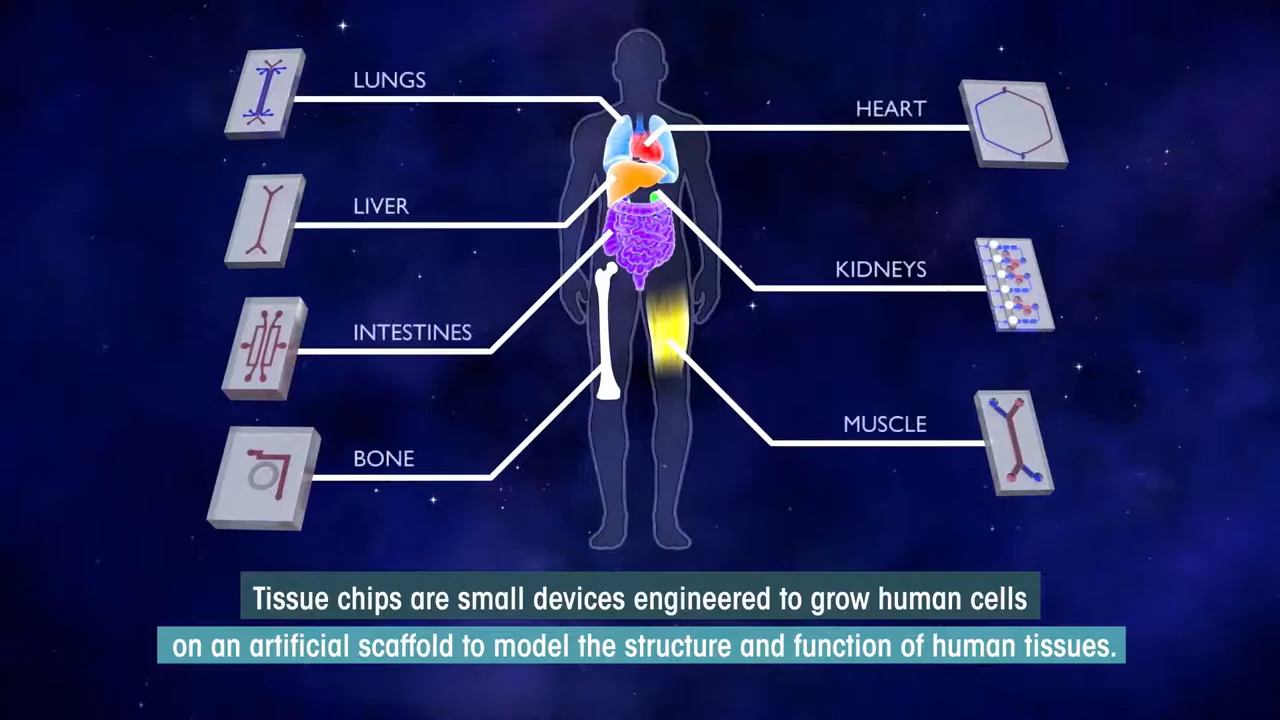 LUNGS
HEART
LIVER
KIDNEYS
INTESTINES
MUSCLE
BONE
Tissue chips are small devices engineered to grow human cells
on an artificial scaffold to model the structure and function of human tissues.